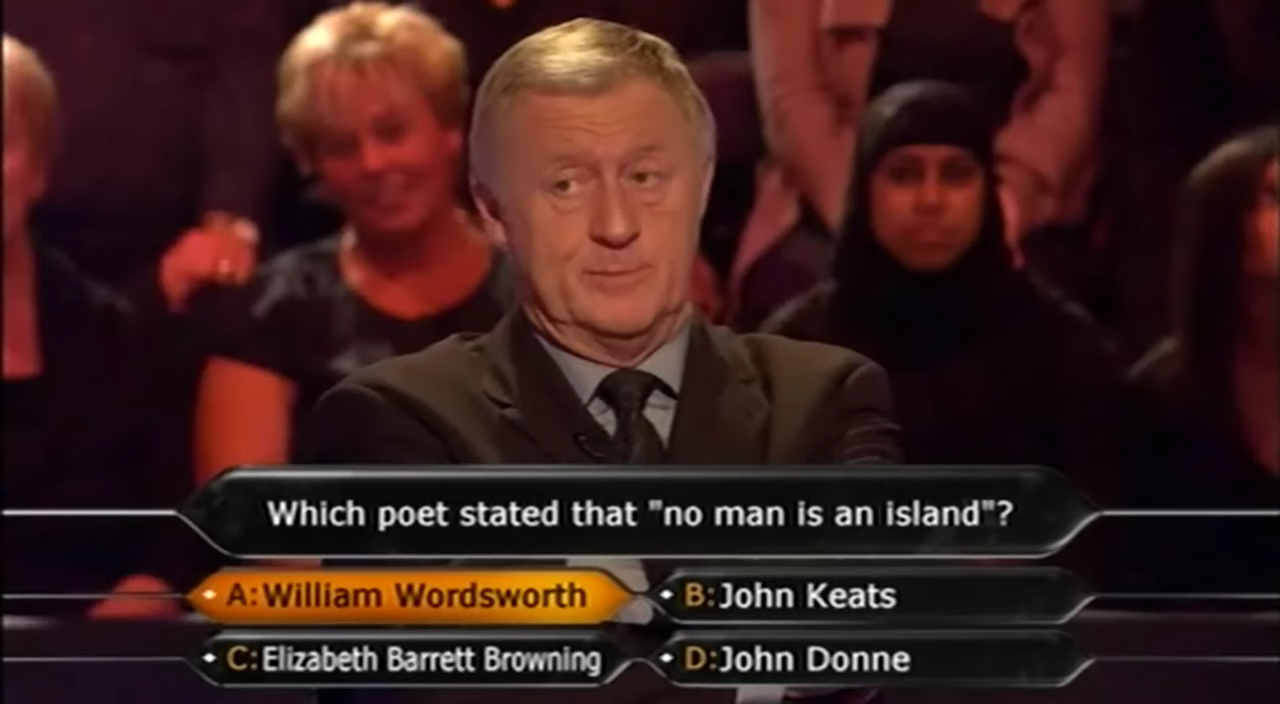 Which poet stated that "no man is an island"?
A: William Wordsworth
B: John Keats
C: Elizabeth Barrett Browning
D: John Donne